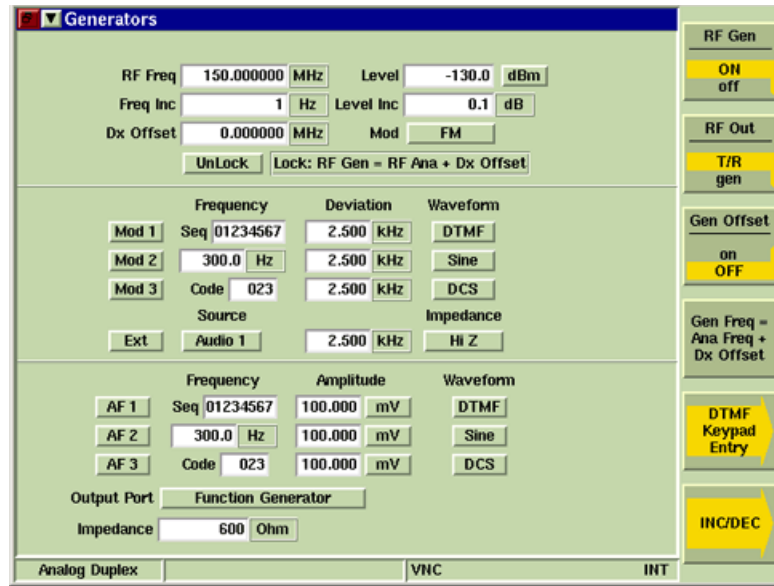 Generators
RF Freq 150.000000 MHz Level -130.0 dBm
Freq Inc 1 Hz Level Inc 0.1 dB
Dx Offset 0.000000 MHz Mod FM
UnLock Lock: RF Gen = RF Ana + Dx Offset
Frequency Deviation Waveform
Mod 1 Seq 01234567 2.500 kHz DTMF
Mod 2 300.0 Hz 2.500 kHz Sine
Mod 3 Code 023 2.500 kHz DCS
Source Impedance
Ext Audio 1 2.500 kHz Hi Z
Frequency Amplitude Waveform
AF 1 Seq 01234567 100.000 mV DTMF
AF 2 300.0 Hz 100.000 mV Sine
AF 3 Code 023 100.000 mV DCS
Output Port Function Generator
Impedance 600 Ohm
Analog Duplex VNC INT
RF Gen
ON
off
RF Out
T/R
gen
Gen Offset
on
OFF
Gen Freq =
Ana Freq +
Dx Offset
DTMF
Keypad
Entry
INC/DEC